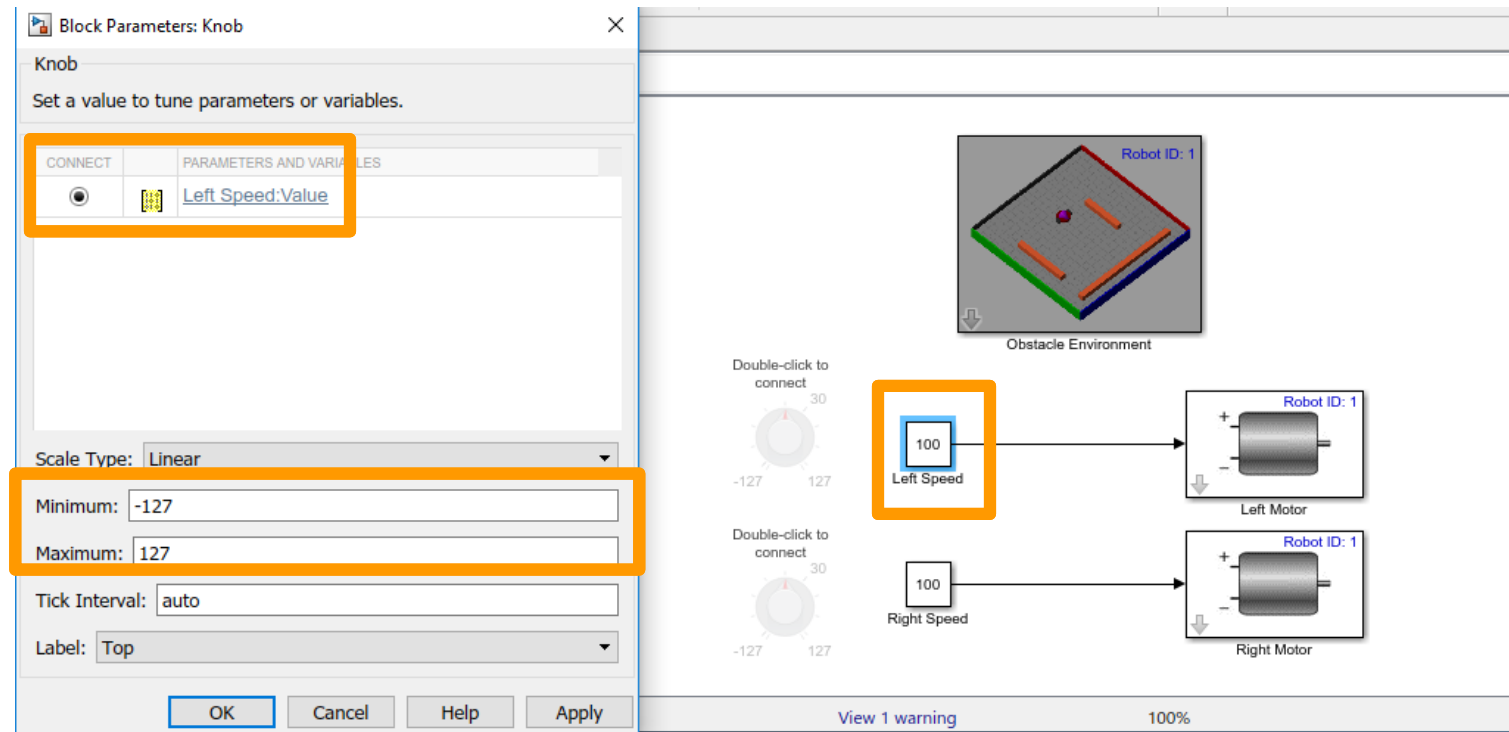 Block Parameters: Knob
Knob
Set a value to tune parameters or variables.
CONNECT PARAMETERS AND VARIABLES
Left Speed:Value
Scale Type: Linear
Minimum: -127
Maximum: 127
Tick Interval: auto
Label: Top
OK Cancel Help Apply
Robot ID: 1
Obstacle Environment
Double-click to
connect
30
-127 127
100
Left Speed
Robot ID: 1
+
−
Left Motor
Double-click to
connect
30
-127 127
100
Right Speed
Robot ID: 1
+
−
Right Motor
View 1 warning 100%